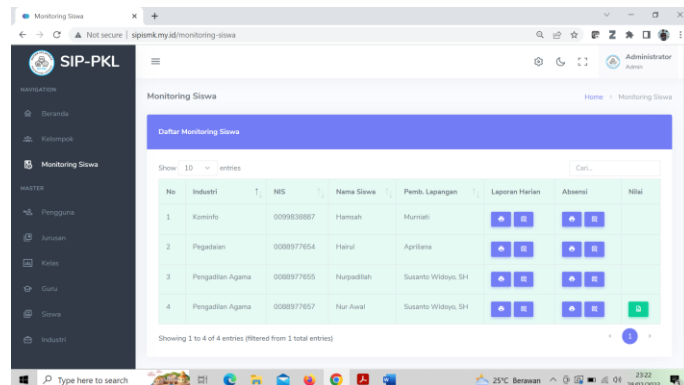 Monitoring Siswa
Not secure | sipismk.my.id/monitoring-siswa
SIP-PKL
Administrator
Admin
NAVIGATION
Beranda
Kelompok
Monitoring Siswa
MASTER
Pengguna
Jurusan
Kelas
Guru
Siswa
Industri
Monitoring Siswa
Home > Monitoring Siswa
Daftar Monitoring Siswa
Show 10 entries
Cari...
No Industri NIS Nama Siswa Pemb. Lapangan Laporan Harian Absensi Nilai
1 Kominfo 0099838887 Hamsah Murniati
2 Pegadaian 0088977654 Hairul Apriliana
3 Pengadilan Agama 0088977655 Nurpadillah Susanto Widoyo, SH
4 Pengadilan Agama 0088977657 Nur Awal Susanto Widoyo, SH
Showing 1 to 4 of 4 entries (filtered from 1 total entries)
1
Type here to search
25°C Berawan
23:22